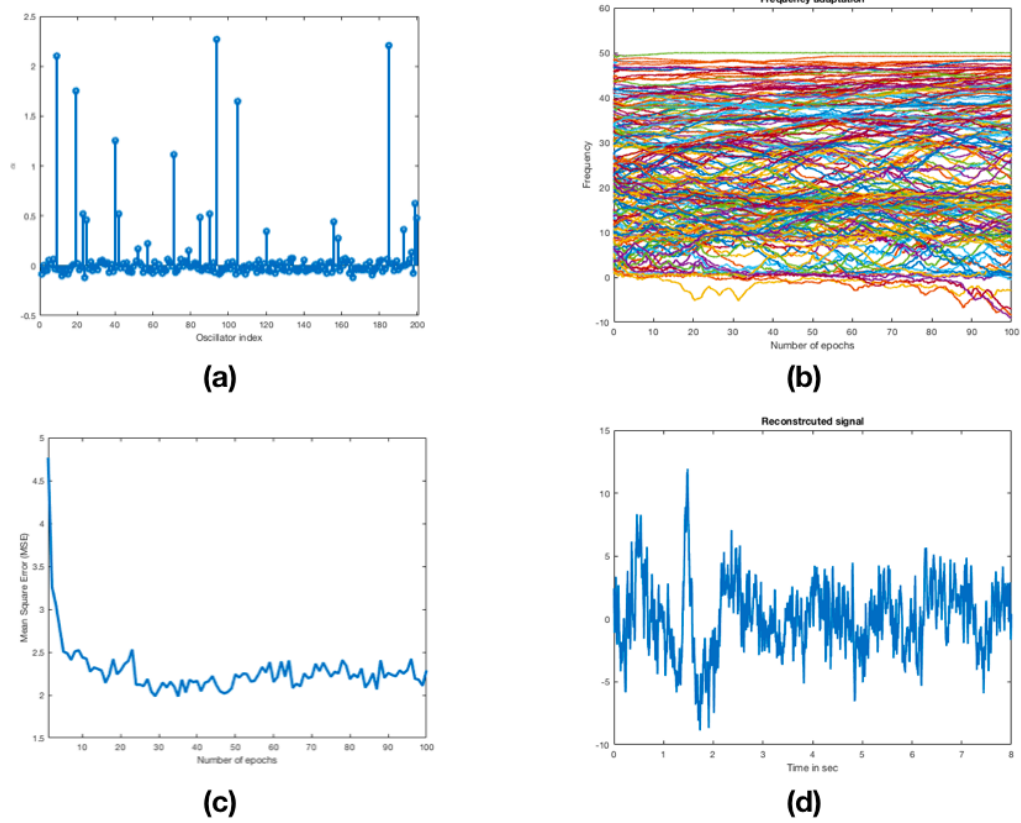 2.5
2
1.5
1
0.5
0
-0.5
α
0 20 40 60 80 100 120 140 160 180 200
Oscillator index
(a)
Frequency adaptation
60
50
40
30
20
10
0
-10
Frequency
0 10 20 30 40 50 60 70 80 90 100
Number of epochs
(b)
5
4.5
4
3.5
3
2.5
2
1.5
Mean Square Error (MSE)
10 20 30 40 50 60 70 80 90 100
Number of epochs
(c)
Reconstrcuted signal
15
10
5
0
-5
-10
0 1 2 3 4 5 6 7 8
Time in sec
(d)